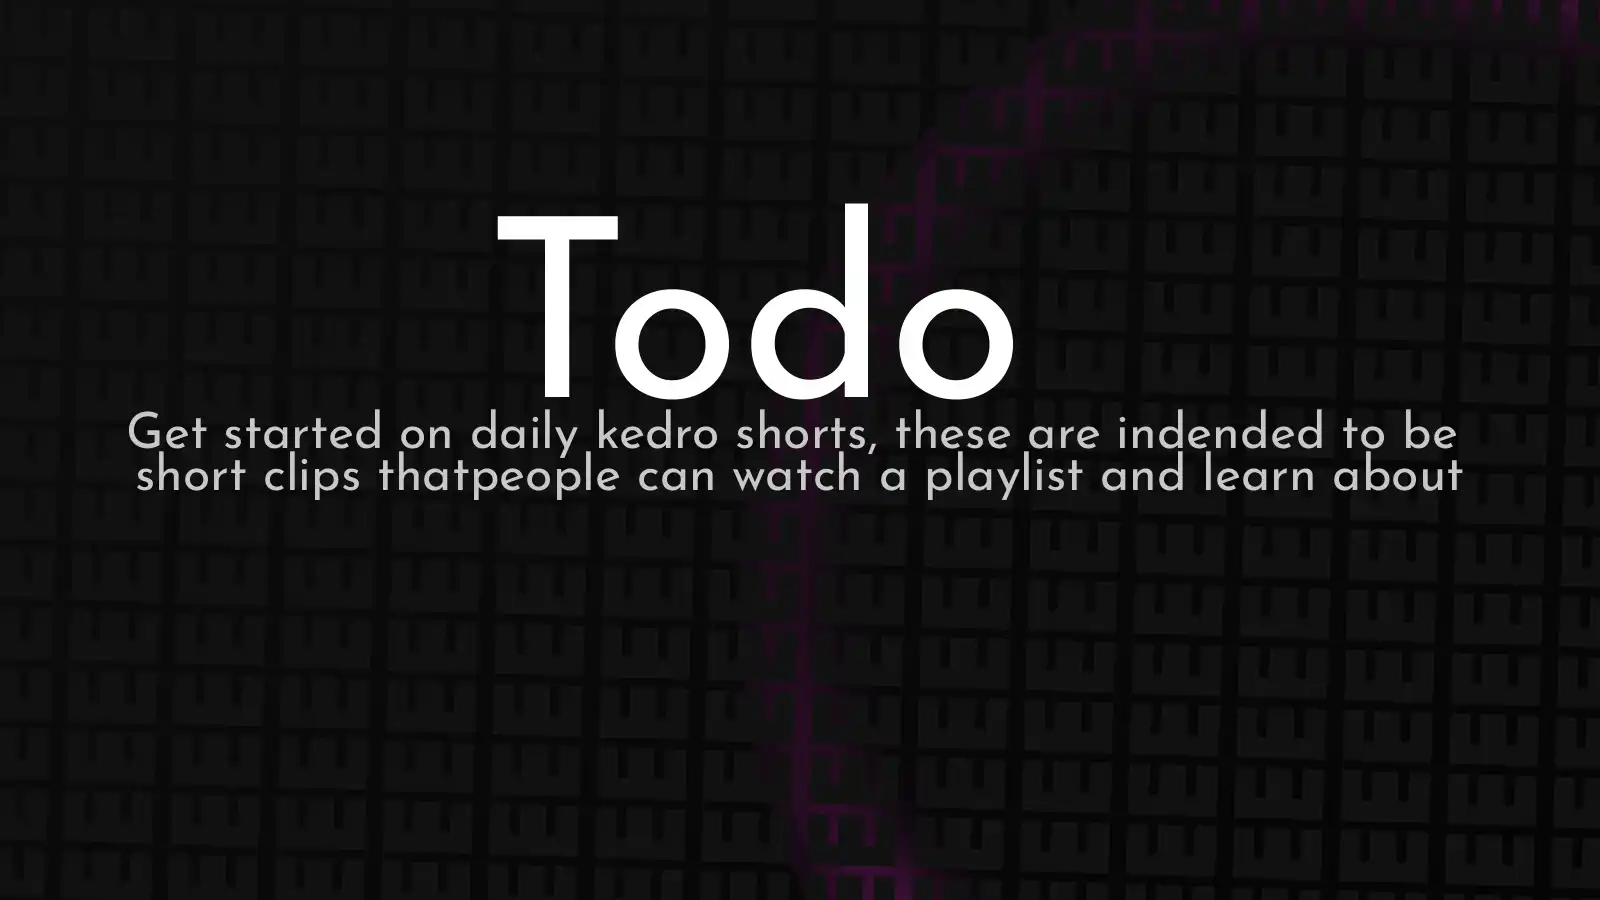 Todo
Get started on daily kedro shorts, these are indended to be
short clips thatpeople can watch a playlist and learn about